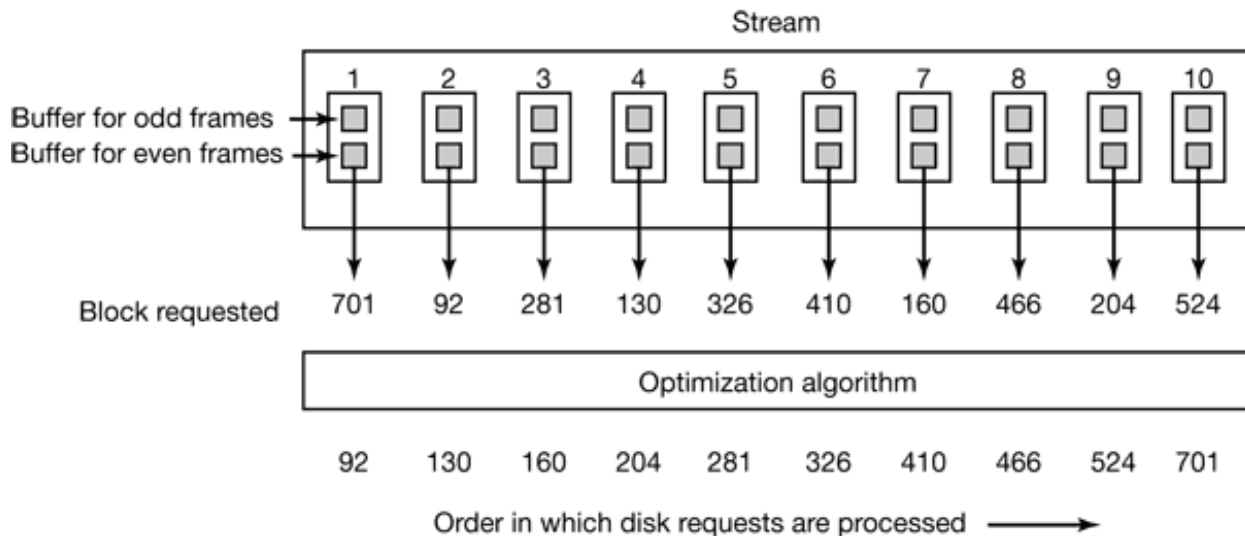 Stream
1 2 3 4 5 6 7 8 9 10
Buffer for odd frames
Buffer for even frames
Block requested 701 92 281 130 326 410 160 466 204 524
Optimization algorithm
92 130 160 204 281 326 410 466 524 701
Order in which disk requests are processed